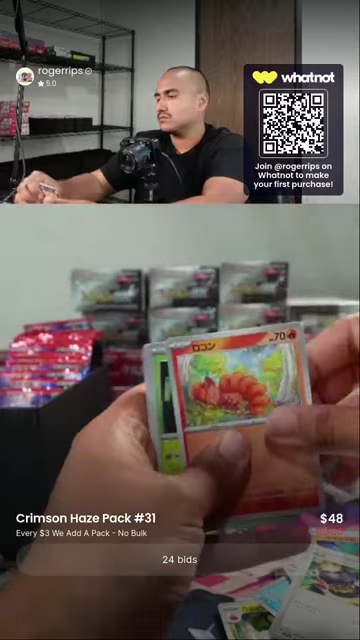 rogerrips
★ 5.0
whatnot
Join @rogerrips on
Whatnot to make
your first purchase!
ロコン
HP 70
Crimson Haze Pack #31
$48
Every $3 We Add A Pack - No Bulk
24 bids